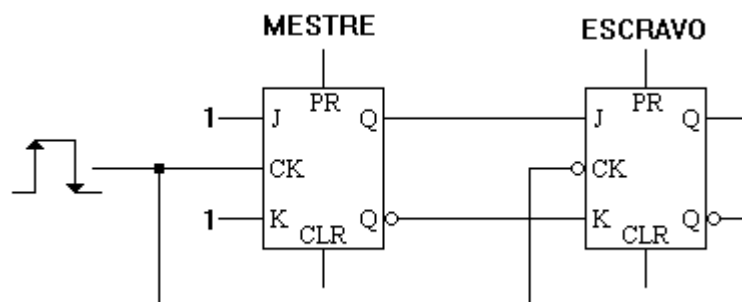 MESTRE
ESCRAVO
PR
PR
1 J Q
J Q
CK
CK
1 K Q
K Q
CLR
CLR